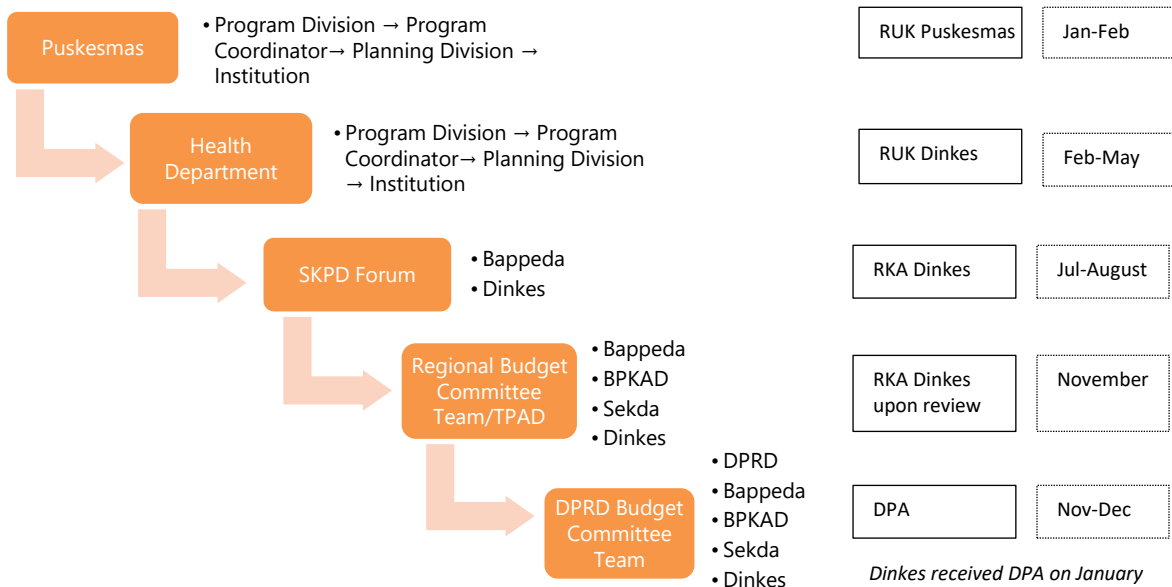 Puskesmas
• Program Division → Program
Coordinator→ Planning Division →
Institution
RUK Puskesmas
Jan-Feb
Health
Department
• Program Division → Program
Coordinator→ Planning Division
→ Institution
RUK Dinkes
Feb-May
SKPD Forum
• Bappeda
• Dinkes
RKA Dinkes
Jul-August
Regional Budget
Committee
Team/TPAD
• Bappeda
• BPKAD
• Sekda
• Dinkes
RKA Dinkes
upon review
November
DPRD Budget
Committee
Team
• DPRD
• Bappeda
• BPKAD
• Sekda
• Dinkes
DPA
Nov-Dec
Dinkes received DPA on January